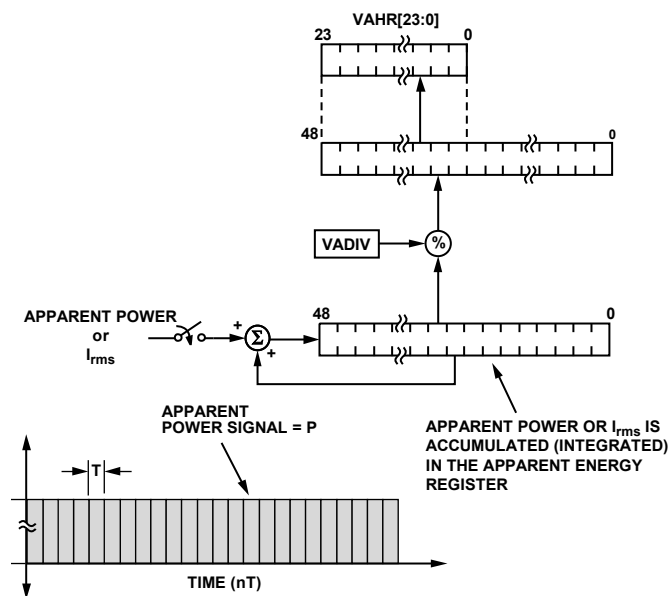 VAHR[23:0]
23 0
48 0
VADIV %
48 0
APPARENT POWER
or
Irms
+ Σ +
APPARENT
POWER SIGNAL = P
APPARENT POWER OR Irms IS
ACCUMULATED (INTEGRATED)
IN THE APPARENT ENERGY
REGISTER
T
TIME (nT)